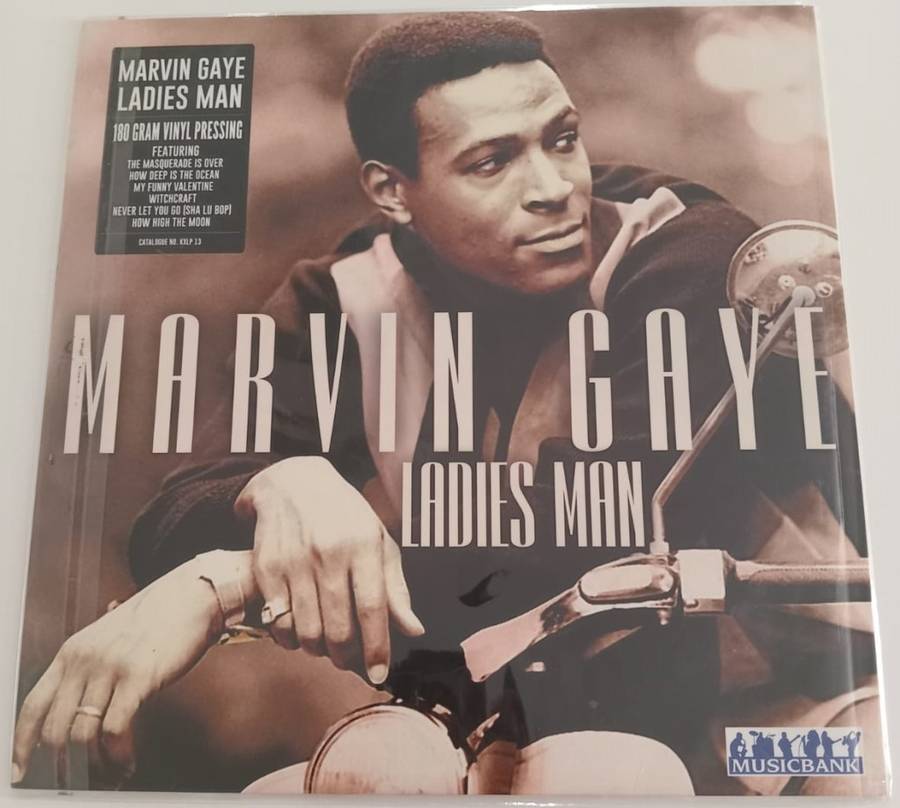 MARVIN GAYE
LADIES MAN
180 GRAM VINYL PRESSING
FEATURING
THE MASQUERADE IS OVER
HOW DEEP IS THE OCEAN
MY FUNNY VALENTINE
WITCHCRAFT
NEVER LET YOU GO (SHA LU BOP)
HOW HIGH THE MOON
CATALOGUE NO. KXLP 13
MARVIN GAYE
LADIES MAN
MUSICBANK